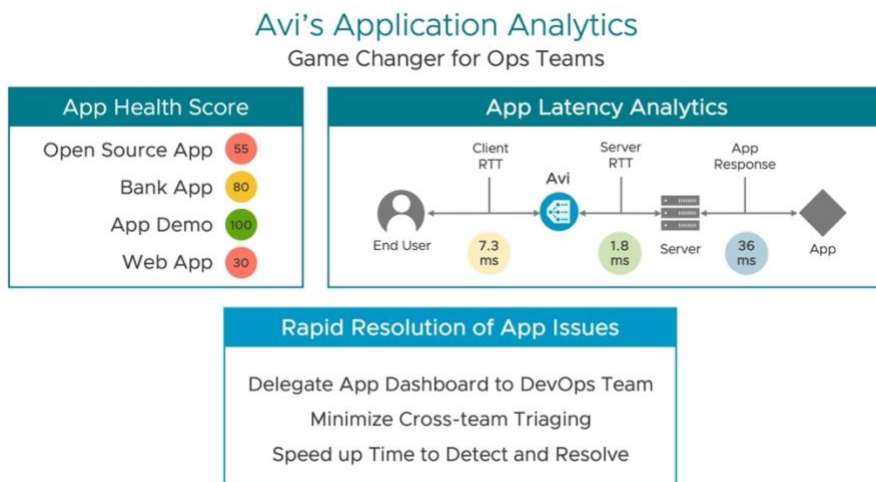 Avi's Application Analytics
Game Changer for Ops Teams
App Health Score
Open Source App 55
Bank App 80
App Demo 100
Web App 30
App Latency Analytics
Client
RTT
Server
RTT
App
Response
Avi
End User
7.3
ms
1.8
ms
Server
36
ms
App
Rapid Resolution of App Issues
Delegate App Dashboard to DevOps Team
Minimize Cross-team Triaging
Speed up Time to Detect and Resolve